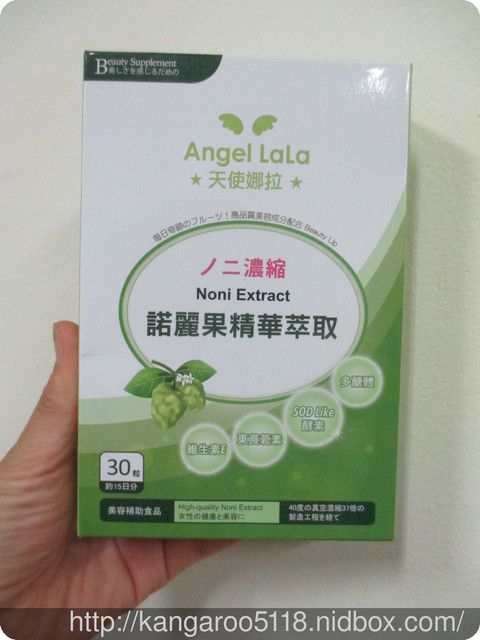 Beauty Supplement
美しさを感じるための
Angel LaLa
★ 天使娜拉 ★
毎日奇跡のフルーツ！高品質美容成分配合 Beauty Up
ノニ濃縮
Noni Extract
諾麗果精華萃取
多醣體
SOD Like
酵素
東莨菪素
維生素E
30粒
約15日分
美容補助食品
High-quality Noni Extract
女性の健康と美容に
40度の真空濃縮37倍の
製造工程を経て
http://kangaroo5118.nidbox.com/